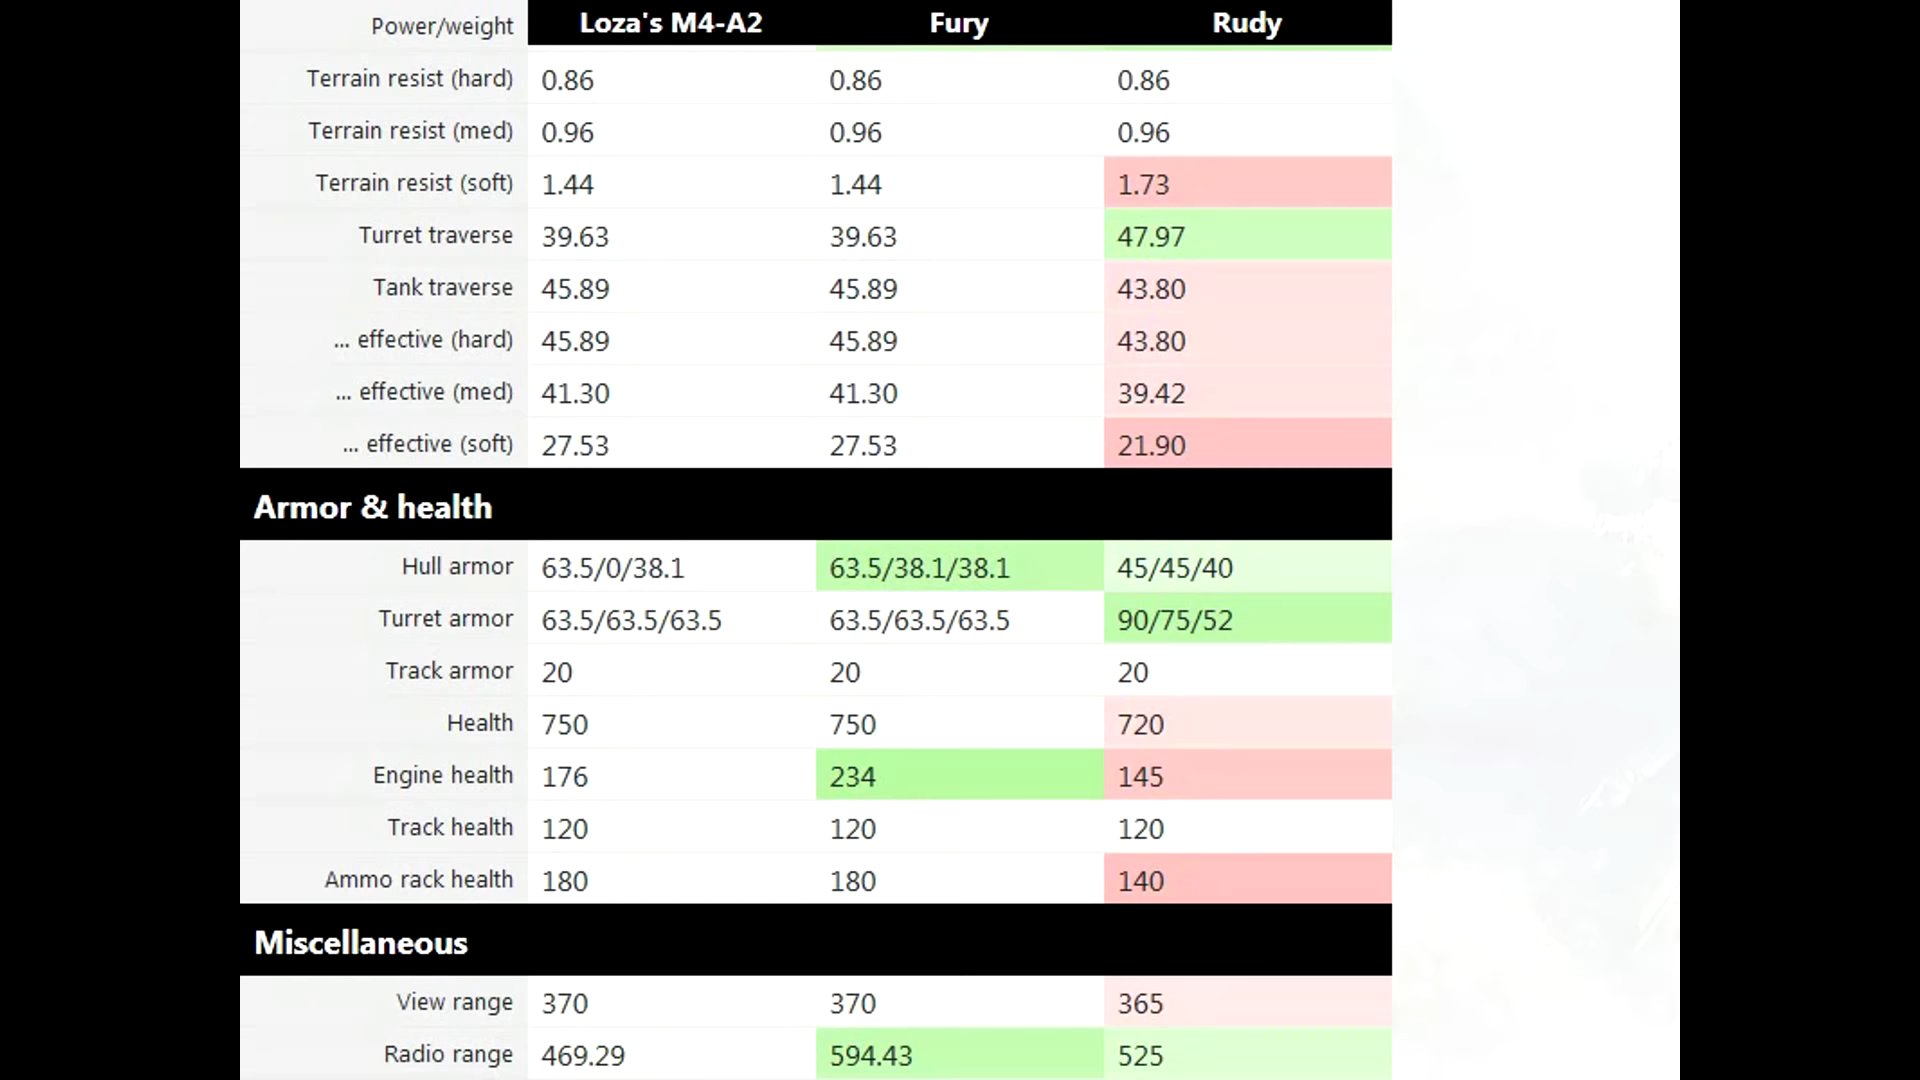 Power/weight Loza's M4-A2 Fury Rudy
Terrain resist (hard) 0.86 0.86 0.86
Terrain resist (med) 0.96 0.96 0.96
Terrain resist (soft) 1.44 1.44 1.73
Turret traverse 39.63 39.63 47.97
Tank traverse 45.89 45.89 43.80
... effective (hard) 45.89 45.89 43.80
... effective (med) 41.30 41.30 39.42
... effective (soft) 27.53 27.53 21.90
Armor & health
Hull armor 63.5/0/38.1 63.5/38.1/38.1 45/45/40
Turret armor 63.5/63.5/63.5 63.5/63.5/63.5 90/75/52
Track armor 20 20 20
Health 750 750 720
Engine health 176 234 145
Track health 120 120 120
Ammo rack health 180 180 140
Miscellaneous
View range 370 370 365
Radio range 469.29 594.43 525